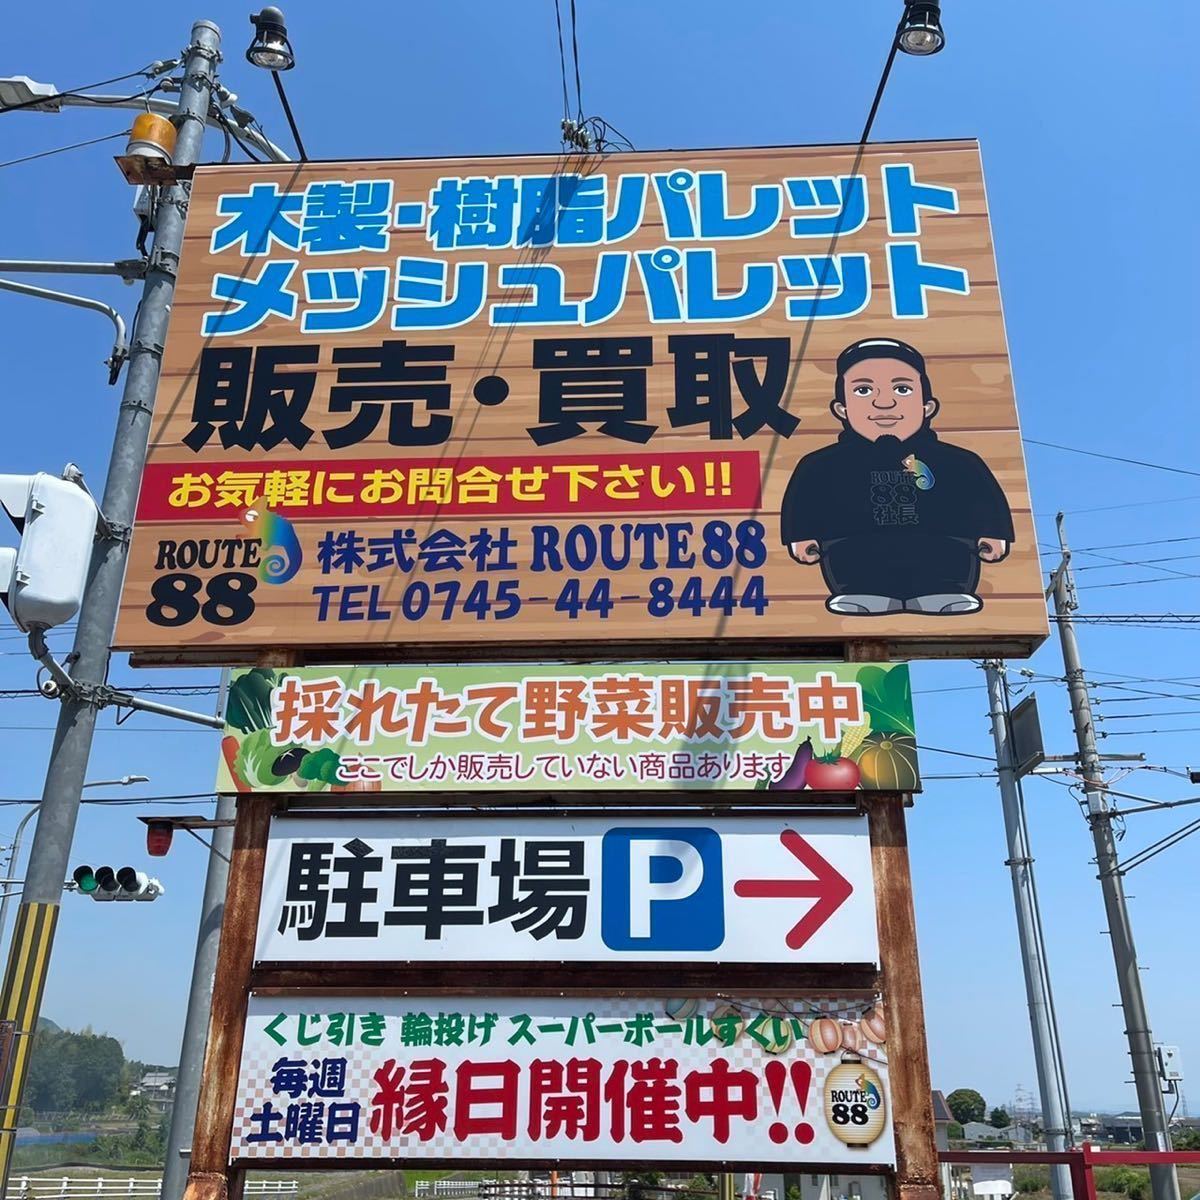 木製・樹脂パレット
メッシュパレット
販売・買取
お気軽にお問合せ下さい!!
ROUTE
88
株式会社 ROUTE88
TEL 0745-44-8444
ROUTE
88
社長
採れたて野菜販売中
ここでしか販売していない商品あります
駐車場 P →
くじ引き 輪投げ スーパーボールすくい
毎週
土曜日
縁日開催中!!
ROUTE
88